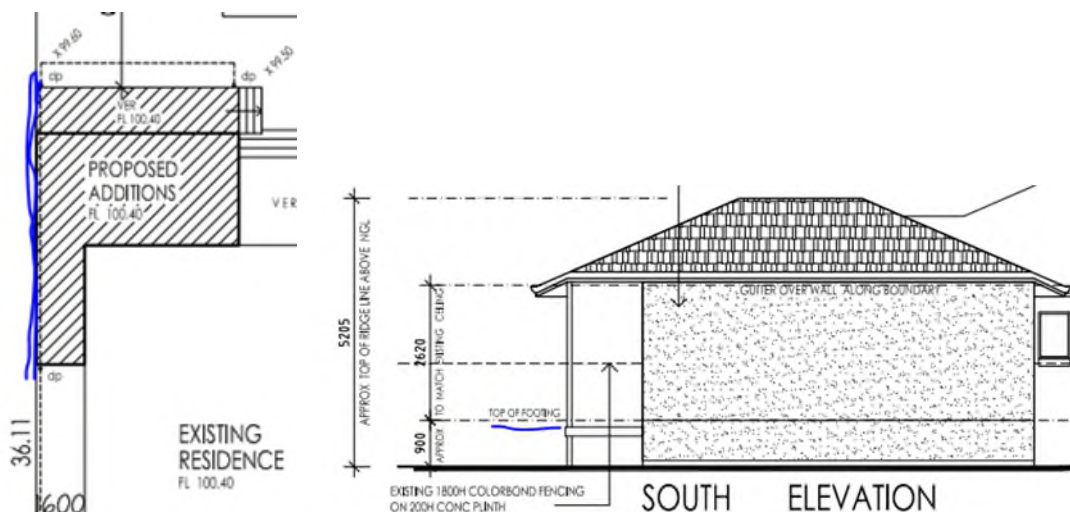 X 99.60
dp
dp
X 99.50
VER
FL 100.40
PROPOSED
ADDITIONS
FL 100.40
VER
dp
36.11
EXISTING
RESIDENCE
FL 100.40
600
5205
APPROX TOP OF RIDGE LINE ABOVE NGL
2620
TO MATCH EXISTING CEILING
900
APPROX
GUTTER OVER WALL ALONG BOUNDARY
TOP OF FOOTING
EXISTING 1800H COLORBOND FENCING
ON 200H CONC PLINTH
SOUTH ELEVATION